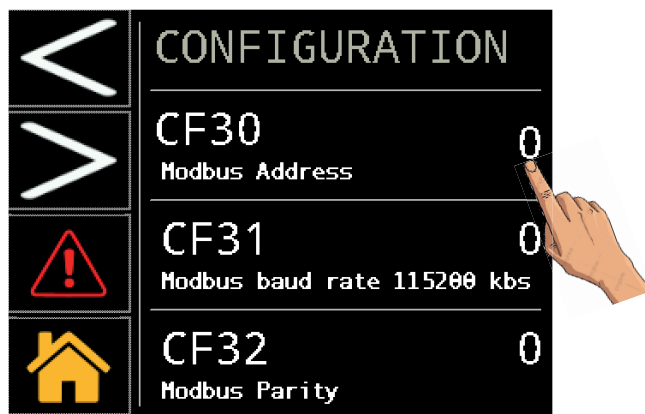 CONFIGURATION
CF30 0
Modbus Address
CF31 0
Modbus baud rate 115200 kbs
CF32 0
Modbus Parity